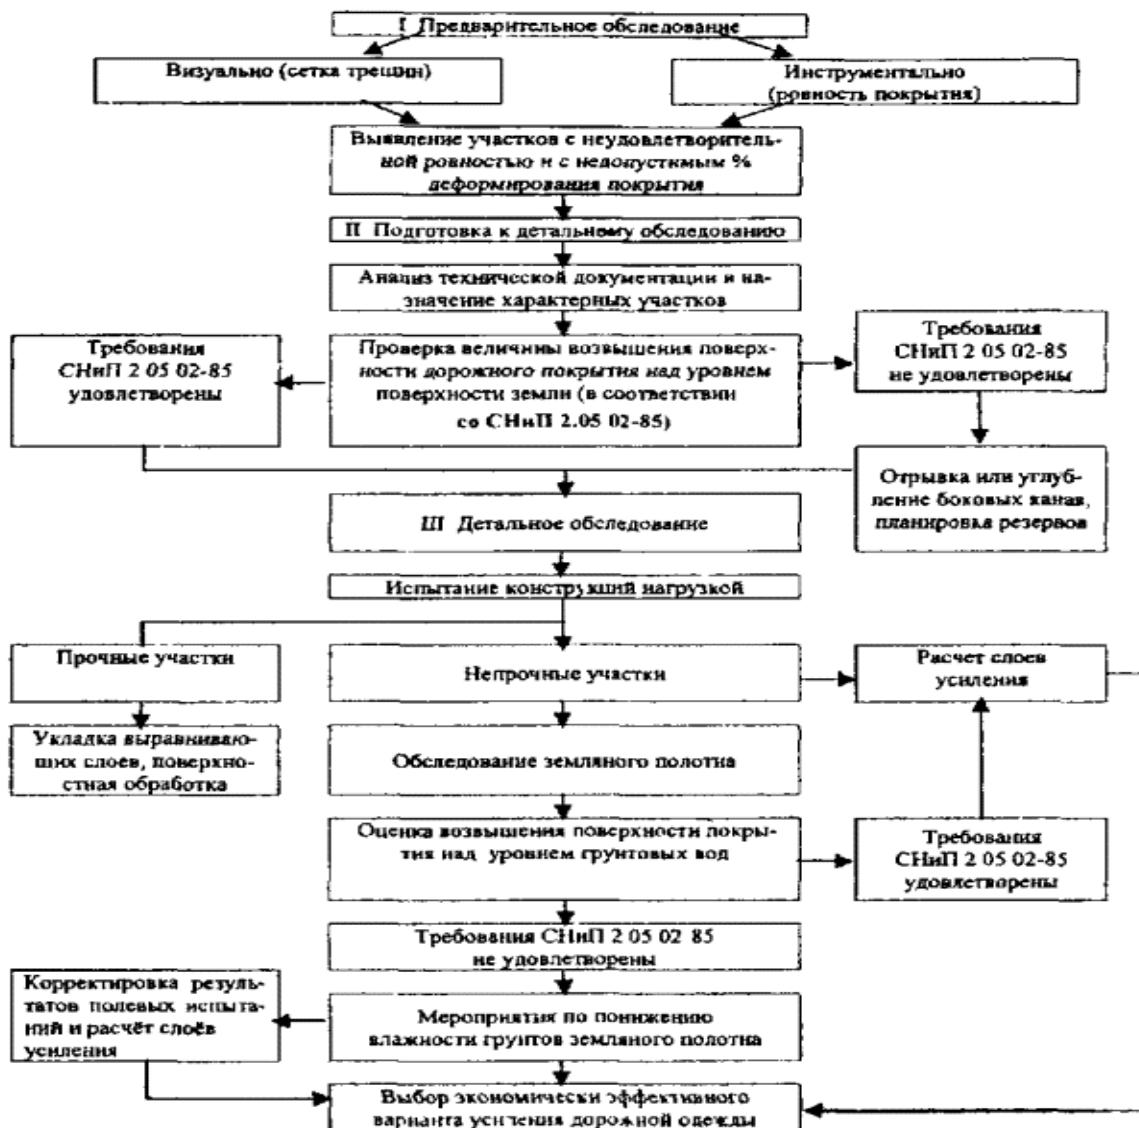 I Предварительное обследование
Визуально (сетка трещин)
Инструментально
(ровность покрытия)
Выявление участков с неудовлетворитель-
ной ровностью и с недопустимым %
деформирования покрытия
II Подготовка к детальному обследованию
Анализ технической документации и на-
значение характерных участков
Требования
СНиП 2 05 02-85
удовлетворены
Проверка величины возвышения поверх-
ности дорожного покрытия над уровнем
поверхности земли (в соответствии
со СНиП 2.05 02-85)
Требования
СНиП 2 05 02-85
не удовлетворены
Отрывка или углуб-
ление боковых канав,
планировка резервов
III Детальное обследование
Испытание конструкций нагрузкой
Прочные участки
Непрочные участки
Расчет слоев
усиления
Укладка выравниваю-
щих слоев, поверхно-
стная обработка
Обследование земляного полотна
Оценка возвышения поверхности покры-
тия над уровнем грунтовых вод
Требования
СНиП 2 05 02-85
удовлетворены
Требования СНиП 2 05 02 85
не удовлетворены
Корректировка резуль-
татов полевых испыта-
ний и расчёт слоёв
усиления
Мероприятия по понижению
влажности грунтов земляного полотна
Выбор экономически эффективного
варианта усиления дорожной одежды